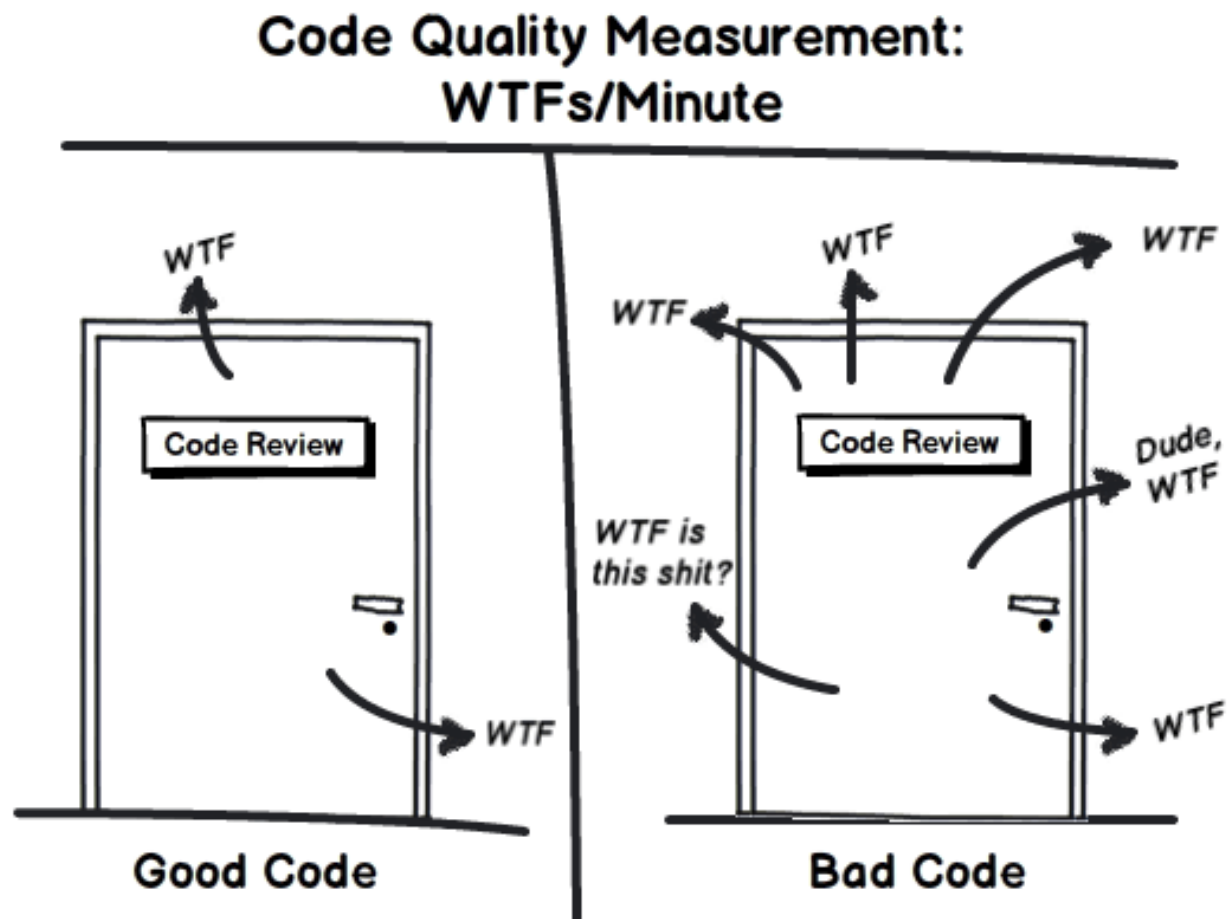 Code Quality Measurement:
WTFs/Minute
WTF
Code Review
WTF
Good Code
WTF
WTF
WTF
Code Review
Dude,
WTF
WTF is
this shit?
WTF
Bad Code